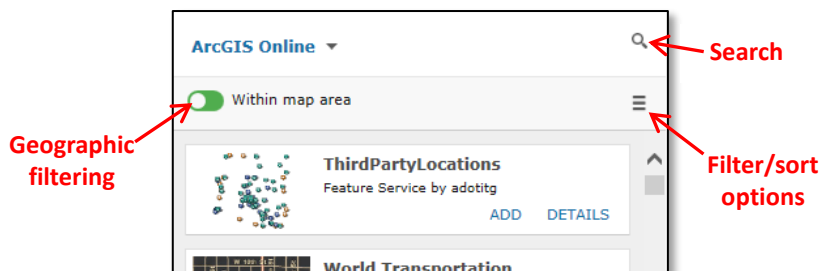 ArcGIS Online
Search
Within map area
Geographic
filtering
Filter/sort
options
ThirdPartyLocations
Feature Service by adotitg
ADD DETAILS
World Transportation